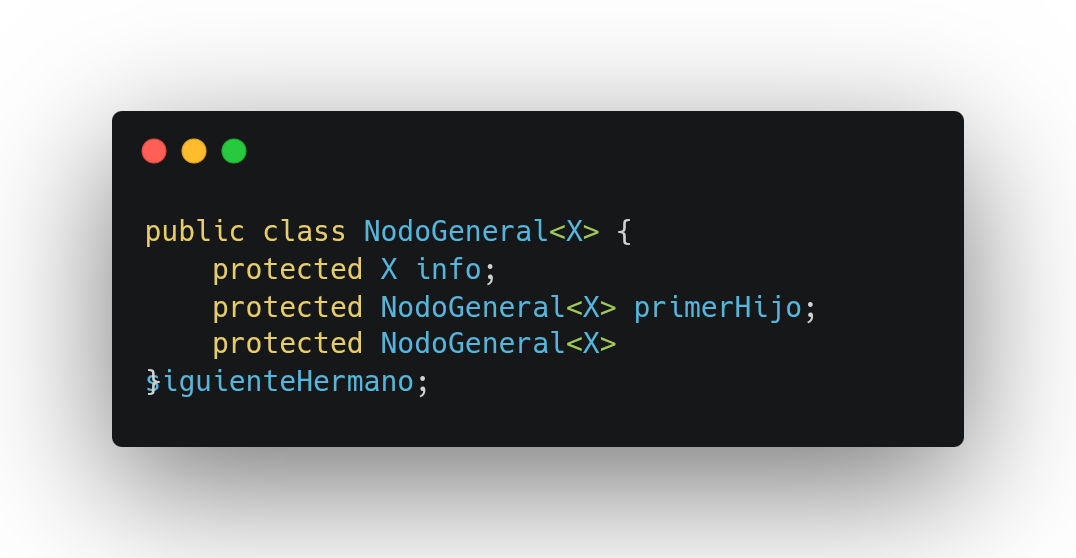 public class NodoGeneral<X> {
    protected X info;
    protected NodoGeneral<X> primerHijo;
    protected NodoGeneral<X>
siguienteHermano;
}